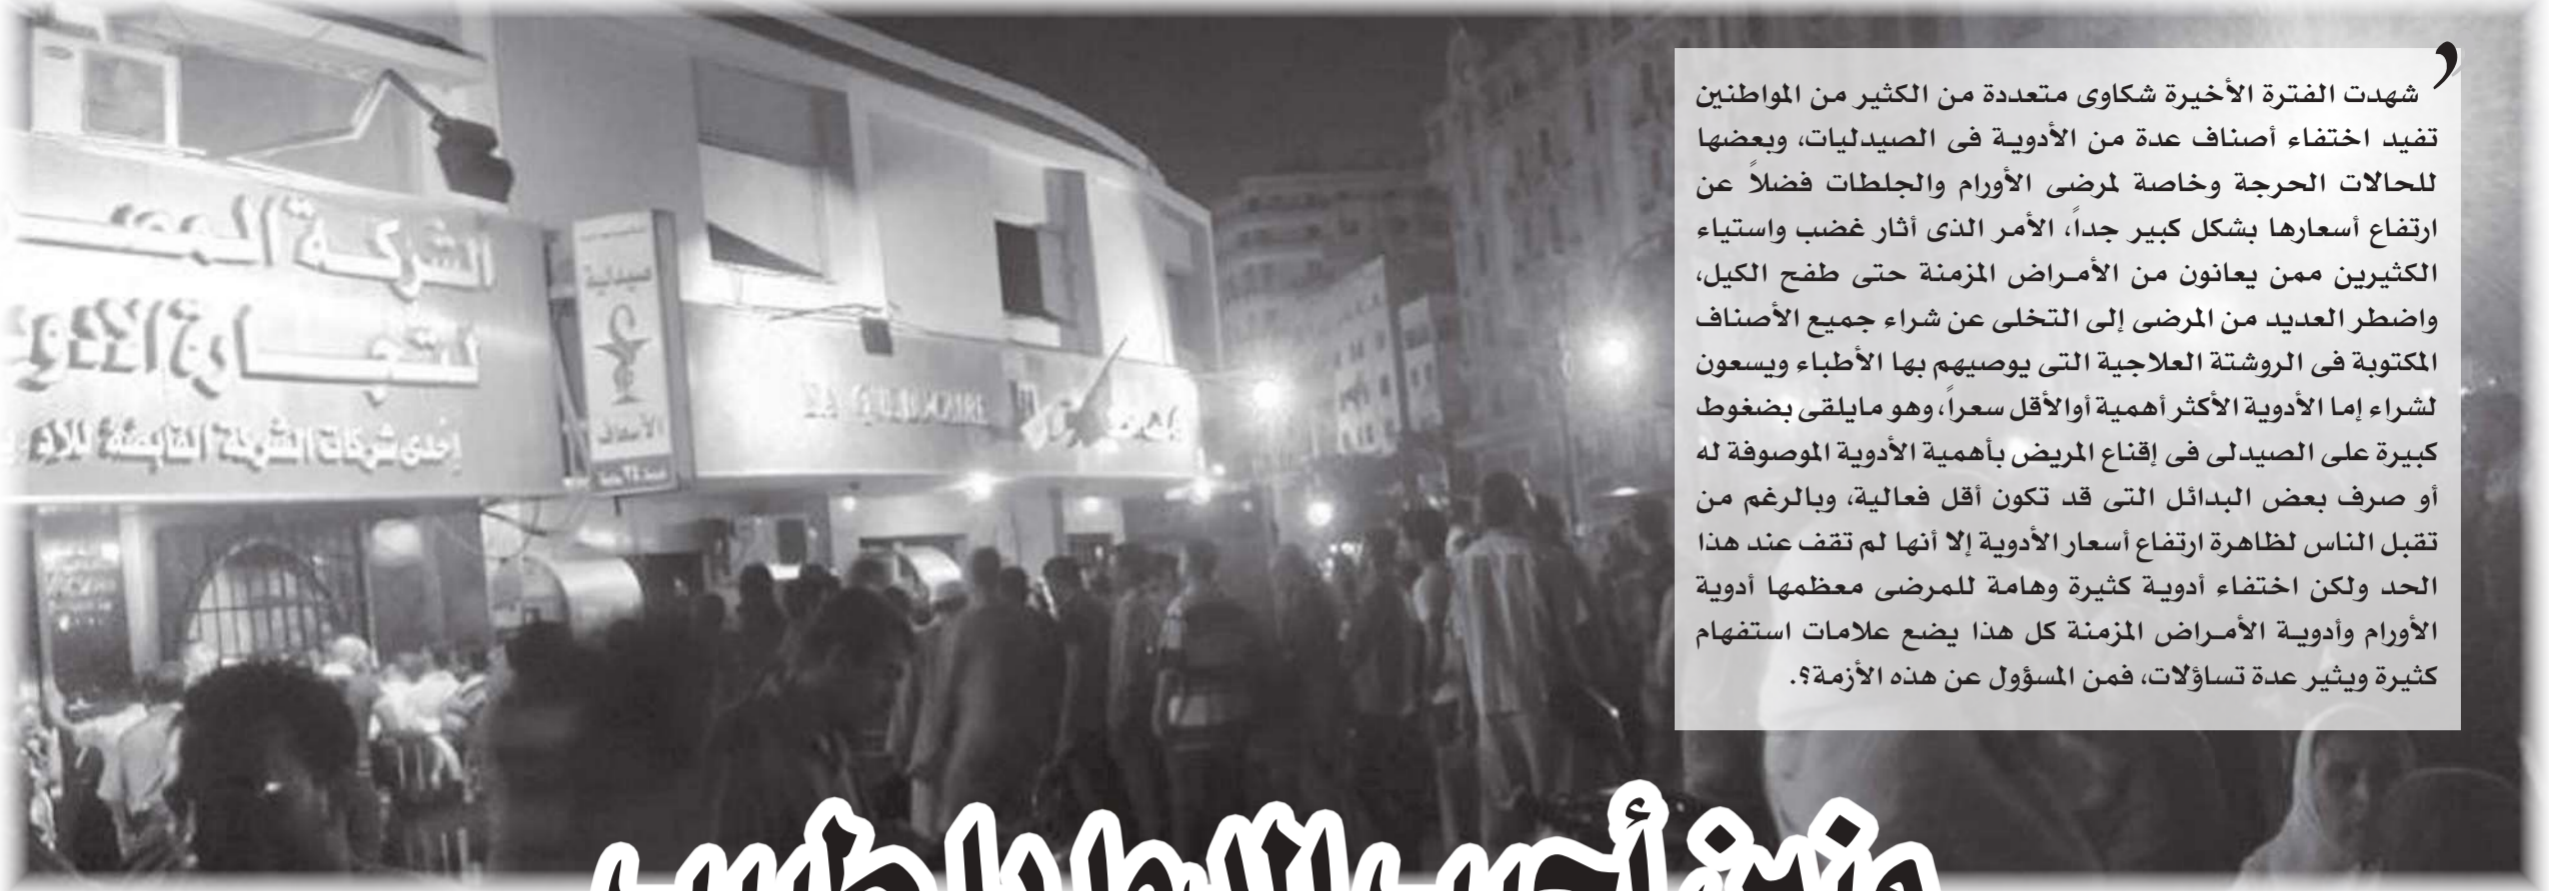 شهدت الفترة الأخيرة شكاوى متعددة من الكثير من المواطنين
تفيد اختفاء أصناف عدة من الأدوية فى الصيدليات، وبعضها
للحالات الحرجة وخاصة لمرضى الأورام والجلطات فضلاً عن
ارتفاع أسعارها بشكل كبير جداً، الأمر الذى أثار غضب واستياء
الكثيرين ممن يعانون من الأمراض المزمنة حتى طفح الكيل،
واضطر العديد من المرضى إلى التخلى عن شراء جميع الأصناف
المكتوبة فى الروشتة العلاجية التى يوصيهم بها الأطباء ويسعون
لشراء إما الأدوية الأكثر أهمية أوالأقل سعراً، وهو مايلقى بضغوط
كبيرة على الصيدلى فى إقناع المريض بأهمية الأدوية الموصوفة له
أو صرف بعض البدائل التى قد تكون أقل فعالية، وبالرغم من
تقبل الناس لظاهرة ارتفاع أسعار الأدوية إلا أنها لم تقف عند هذا
الحد ولكن اختفاء أدوية كثيرة وهامة للمرضى معظمها أدوية
الأورام وأدوية الأمراض المزمنة كل هذا يضع علامات استفهام
كثيرة ويثير عدة تساؤلات، فمن المسؤول عن هذه الأزمة؟.
الشركة
لتجارة
إحدى شركات الشركة القابضة
صيدلية
الاسعاف